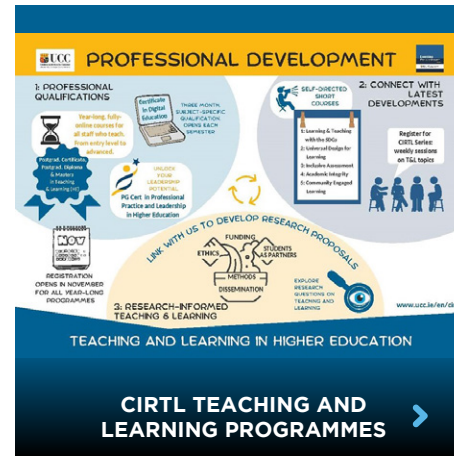 UCC
PROFESSIONAL DEVELOPMENT
1: PROFESSIONAL
QUALIFICATIONS
Year-long, fully-
online courses for
all staff who teach.
From entry level to
advanced.
Postgrad. Certificate,
Postgrad. Diploma
& Masters
in Teaching
& Learning (HE)
Certificate
in Digital
Education
THREE MONTH,
SUBJECT-SPECIFIC
QUALIFICATION
OPENS EACH
SEMESTER
UNLOCK
YOUR
LEADERSHIP
POTENTIAL
PG Cert in Professional
Practice and Leadership
in Higher Education
NOV
REGISTRATION
OPENS IN NOVEMBER
FOR ALL YEAR-LONG
PROGRAMMES
SELF-DIRECTED
SHORT
COURSES
1: Learning & Teaching
with the SDGs
2: Universal Design for
Learning
3: Inclusive Assessment
4: Academic Integrity
5: Community Engaged
Learning
2: CONNECT WITH
LATEST
DEVELOPMENTS
Register for
CIRTL Series:
weekly sessions
on T&L topics
LINK WITH US TO DEVELOP RESEARCH PROPOSALS
FUNDING
ETHICS
STUDENTS
AS PARTNERS
METHODS
DISSEMINATION
EXPLORE
RESEARCH
QUESTIONS ON
TEACHING AND
LEARNING
3: RESEARCH-INFORMED
TEACHING & LEARNING
www.ucc.ie/en/ci
TEACHING AND LEARNING IN HIGHER EDUCATION
CIRTL TEACHING AND
LEARNING PROGRAMMES